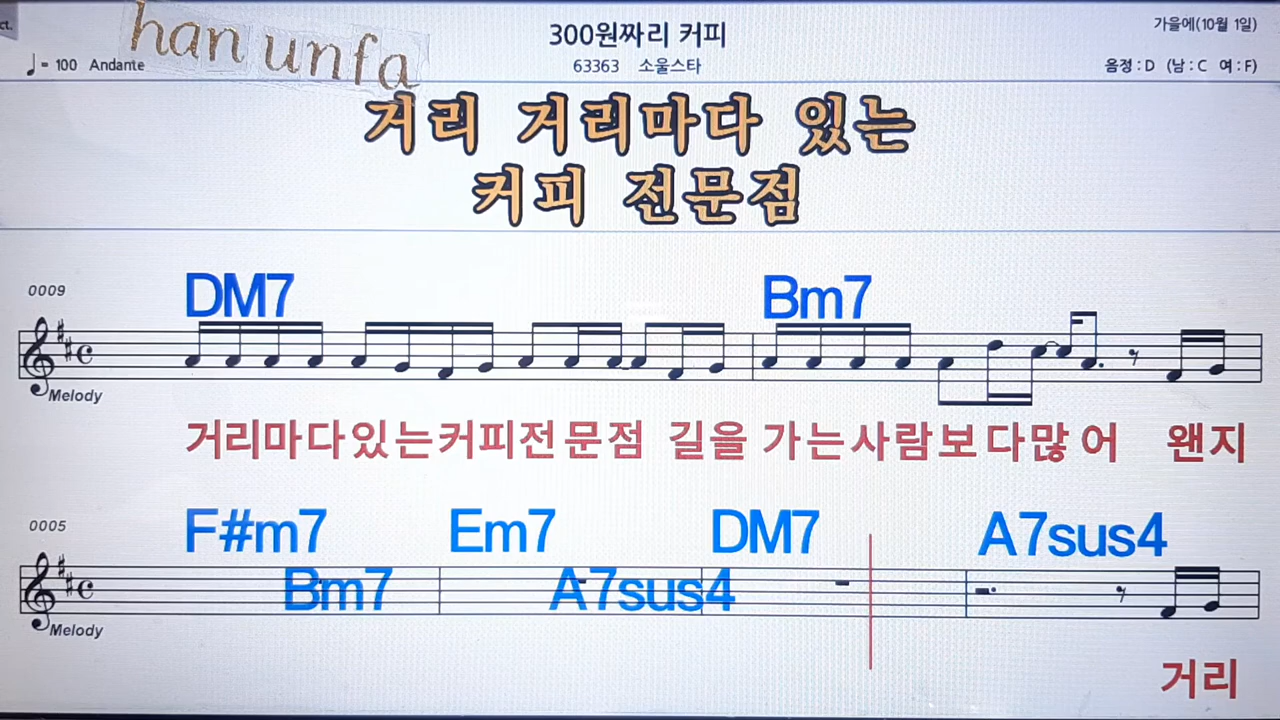 ct.
han unfa
300원짜리 커피
가을에(10월 1일)
♩= 100 Andante
63363 소울스타
음정 : D (남 : C 여 : F)
거리 거리마다 있는
커피 전문점
0009
DM7 Bm7
Melody
거리마다있는커피전문점 길을 가는사람보다많어 왠지
0005
F#m7 Em7 DM7 A7sus4
Bm7 A7sus4
Melody
거리